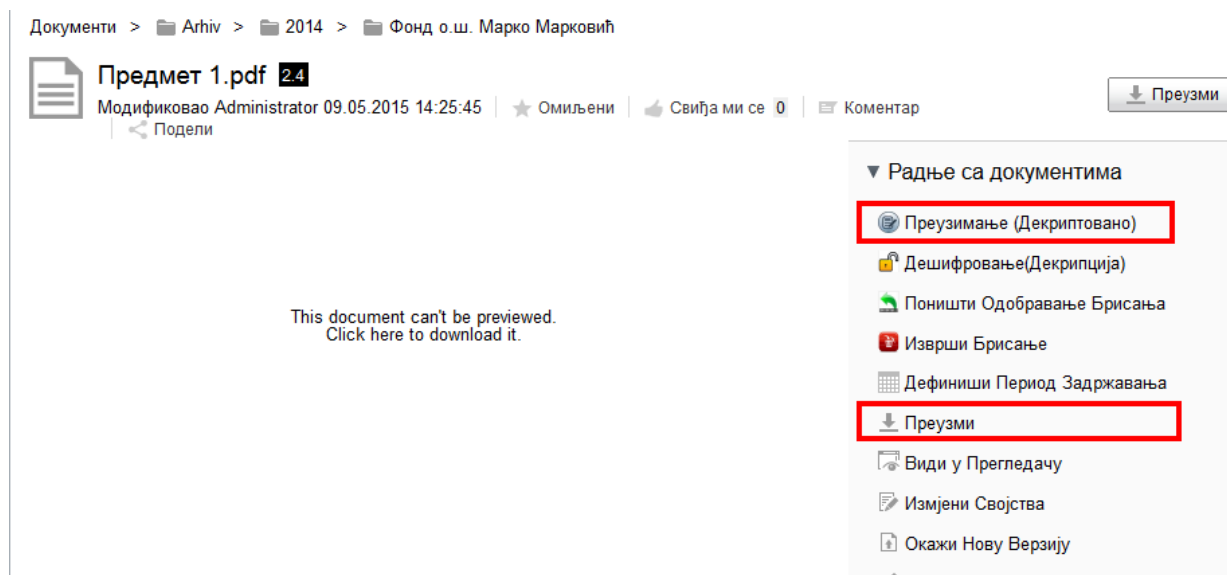 Документи > Arhiv > 2014 > Фонд о.ш. Марко Марковић
Предмет 1.pdf 2.4
Модификовао Administrator 09.05.2015 14:25:45 Омиљени Свиђа ми се 0 Коментар
Подели
Преузми
This document can't be previewed.
Click here to download it.
Радње са документима
Преузимање (Декриптовано)
Дешифровање(Декрипција)
Поништи Одобравање Брисања
Изврши Брисање
Дефиниши Период Задржавања
Преузми
Види у Прегледачу
Измјени Својства
Окажи Нову Верзију